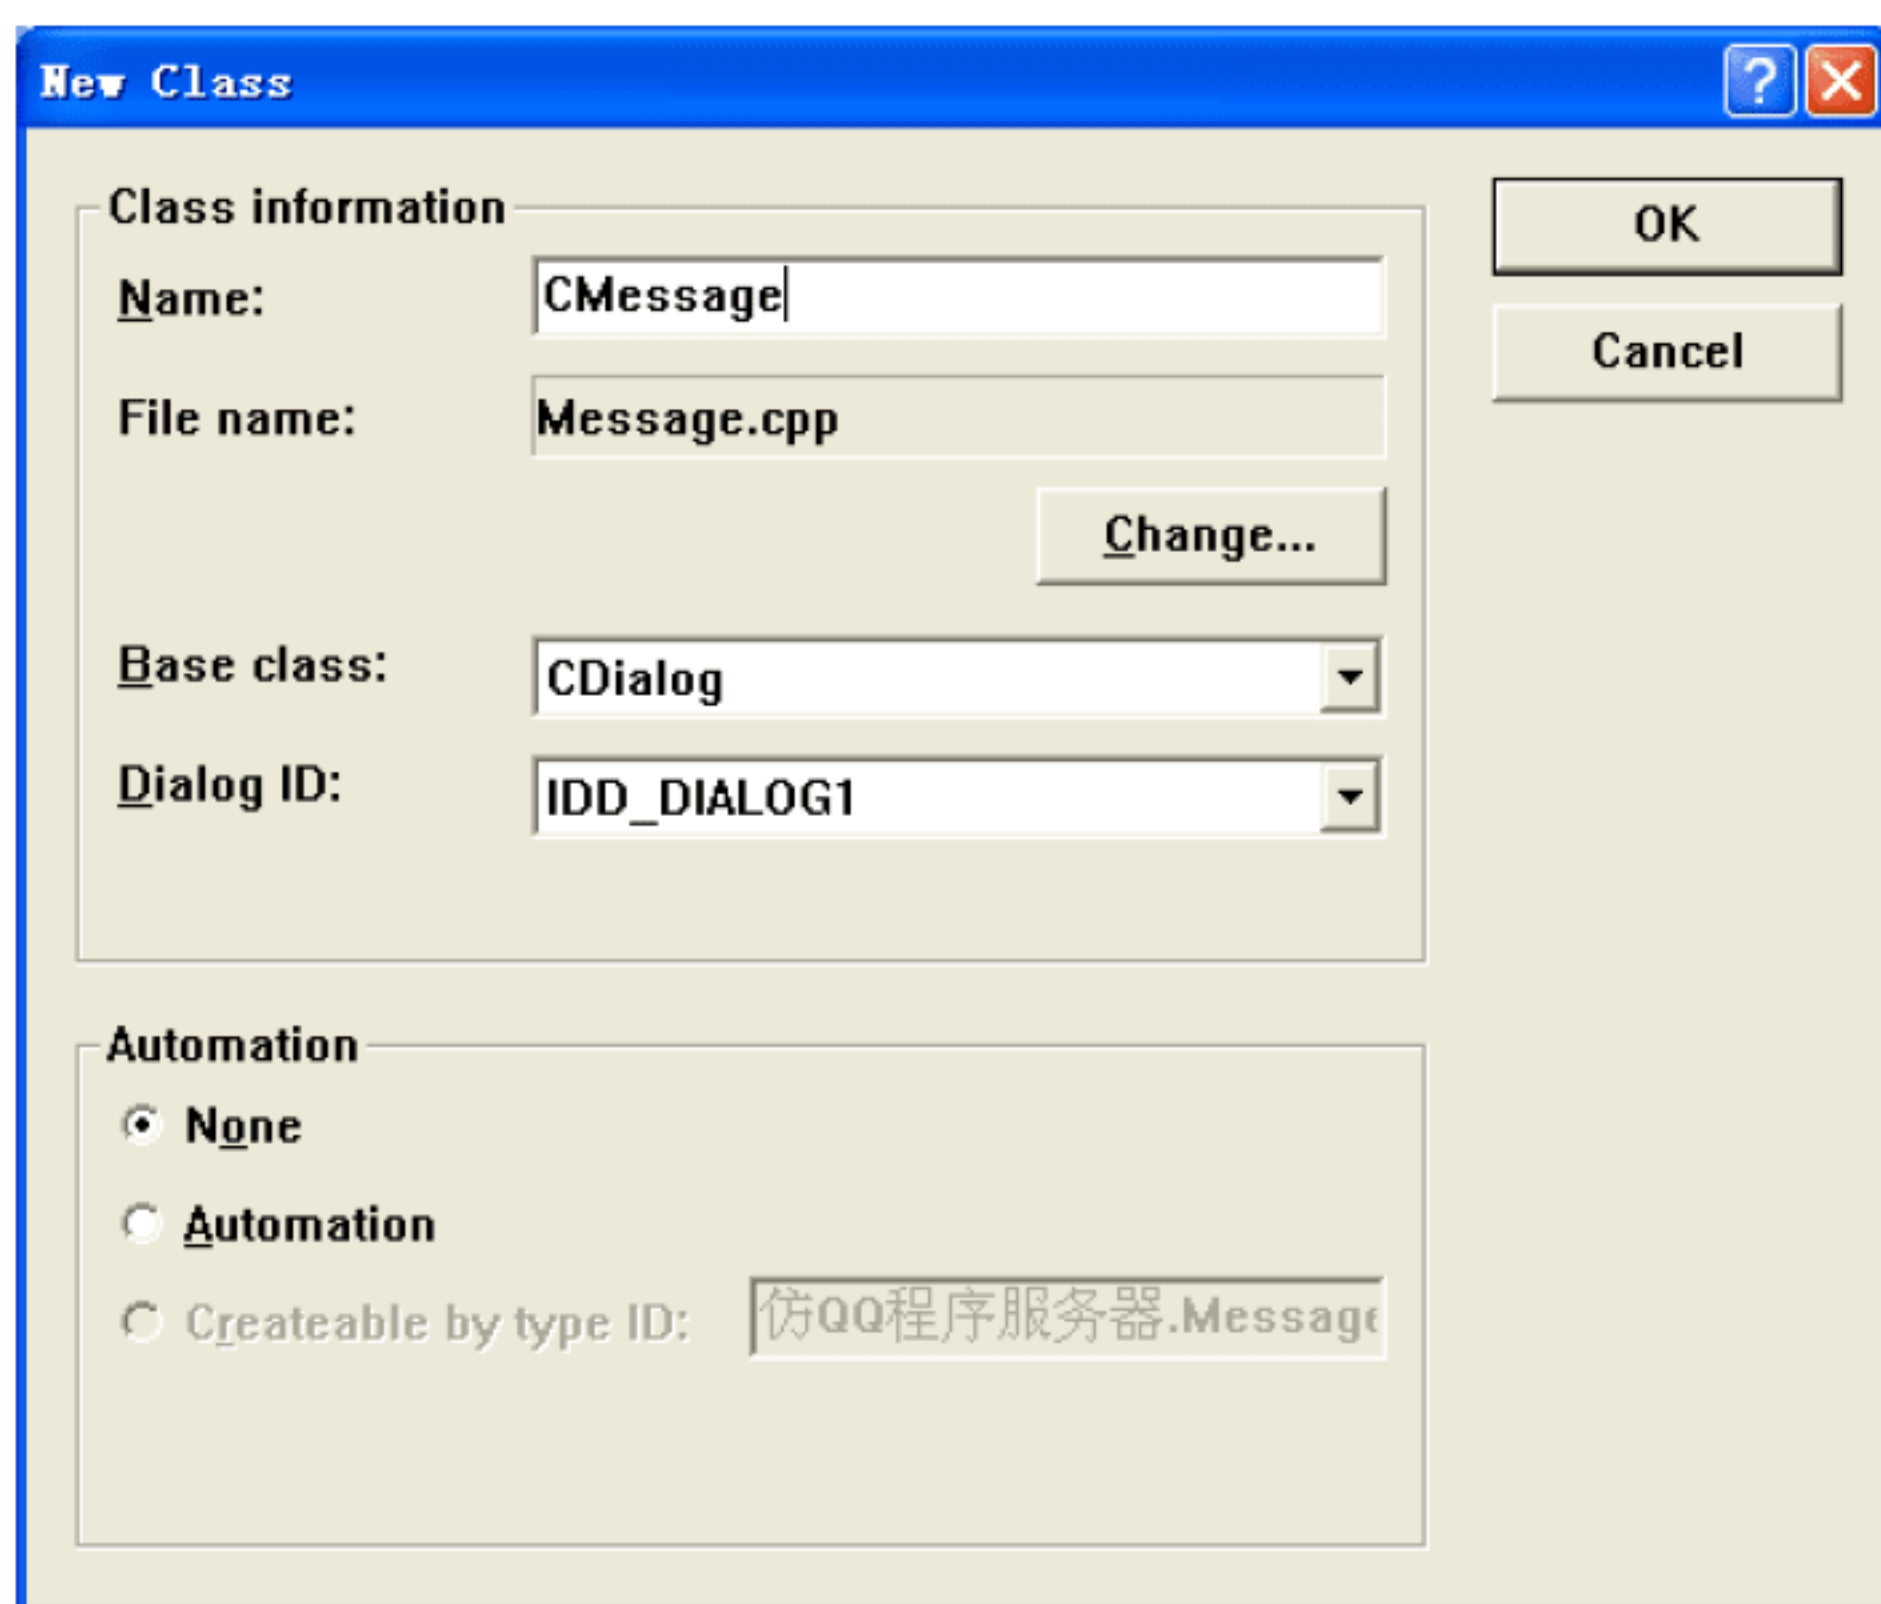 New Class
Class information
OK
Name:
CMessage
Cancel
File name:
Message.cpp
Change...
Base class:
CDialog
Dialog ID:
IDD_DIALOG1
Automation
None
Automation
Createable by type ID:
仿QQ程序服务器.Message